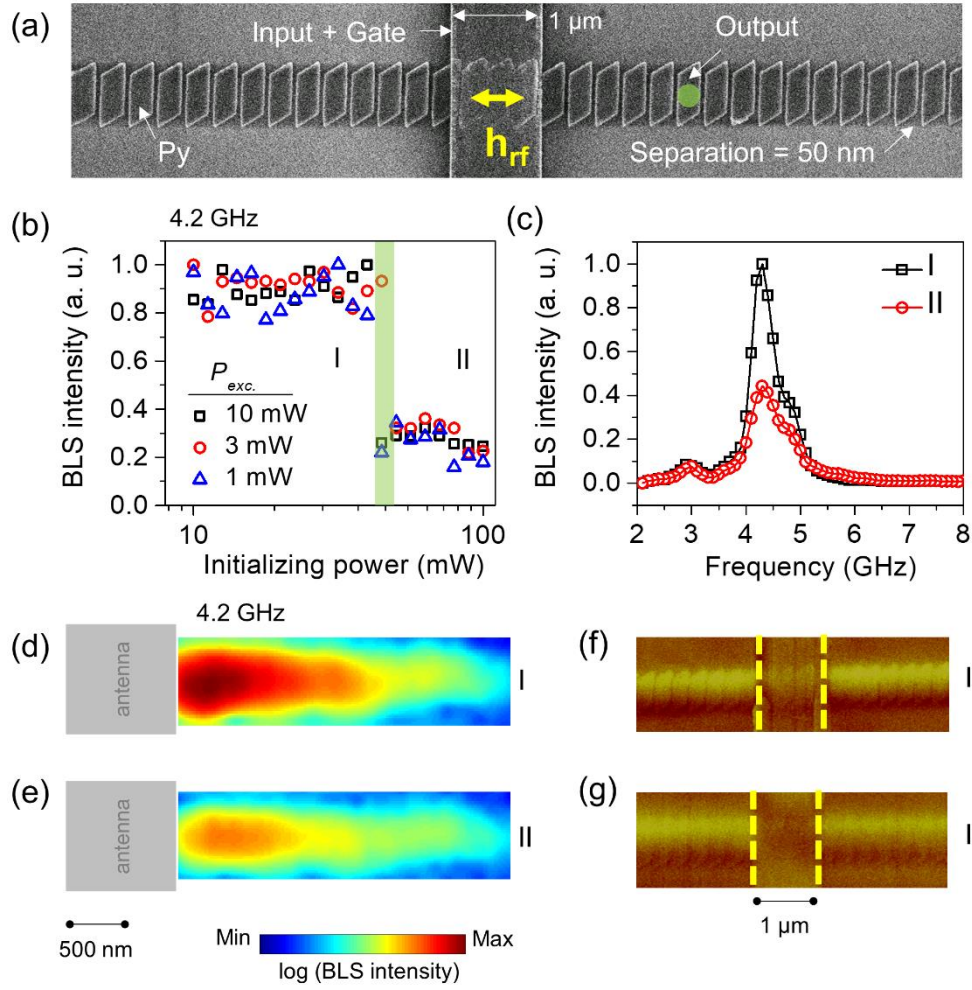 (a)
Input + Gate
1 μm
Output
h_rf
Py
Separation = 50 nm
(b)
4.2 GHz
BLS intensity (a. u.)
1.0
0.8
0.6
0.4
0.2
0.0
I
II
P_exc.
10 mW
3 mW
1 mW
10
100
Initializing power (mW)
(c)
BLS intensity (a. u.)
1.0
0.8
0.6
0.4
0.2
0.0
I
II
2 3 4 5 6 7 8
Frequency (GHz)
(d)
4.2 GHz
antenna
I
(e)
antenna
II
500 nm
Min
Max
log (BLS intensity)
(f)
I
(g)
I
1 μm